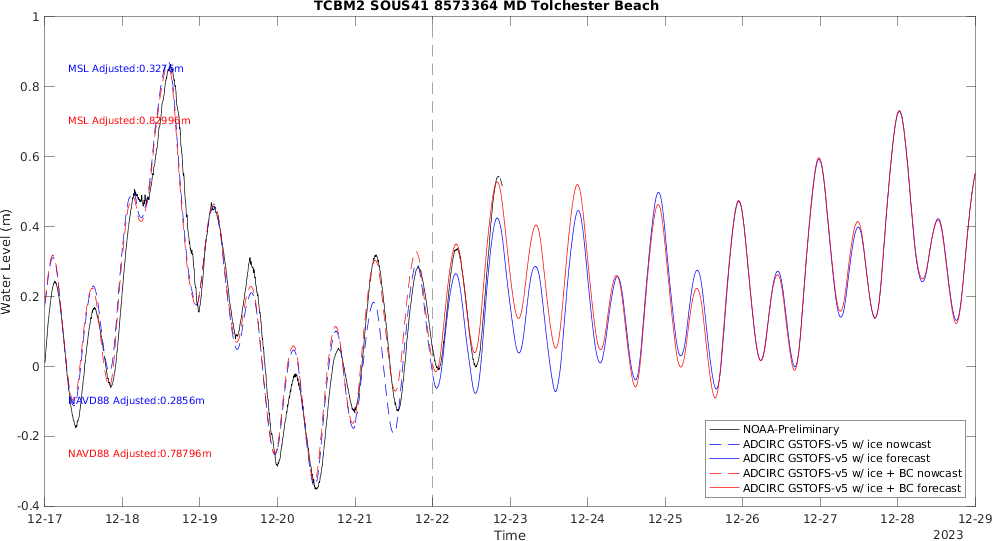 TCBM2 SOUS41 8573364 MD Tolchester Beach
MSL Adjusted:0.3276m
MSL Adjusted:0.82996m
NAVD88 Adjusted:0.2856m
NAVD88 Adjusted:0.78796m
Water Level (m)
1
0.8
0.6
0.4
0.2
0
-0.2
-0.4
NOAA-Preliminary
ADCIRC GSTOFS-v5 w/ ice nowcast
ADCIRC GSTOFS-v5 w/ ice forecast
ADCIRC GSTOFS-v5 w/ ice + BC nowcast
ADCIRC GSTOFS-v5 w/ ice + BC forecast
12-17 12-18 12-19 12-20 12-21 12-22 12-23 12-24 12-25 12-26 12-27 12-28 12-29
Time
2023